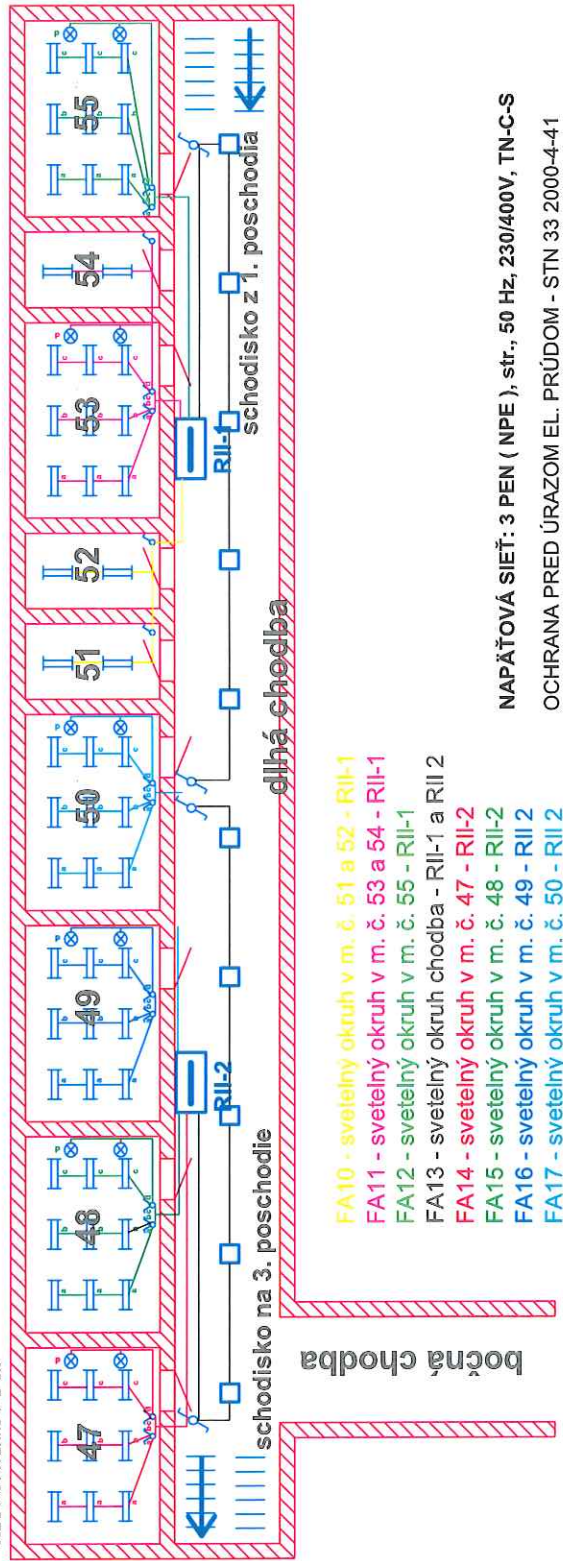 47
48
49
50
51
52
53
54
55
RII-2
RII-1
schodisko na 3. poschodie
dlhá chodba
schodisko z 1. poschodia
bočná chodba
FA10 - svetelný okruh v m. č. 51 a 52 - RII-1
FA11 - svetelný okruh v m. č. 53 a 54 - RII-1
FA12 - svetelný okruh v m. č. 55 - RII-1
FA13 - svetelný okruh chodba - RII-1 a RII 2
FA14 - svetelný okruh v m. č. 47 - RII-2
FA15 - svetelný okruh v m. č. 48 - RII-2
FA16 - svetelný okruh v m. č. 49 - RII 2
FA17 - svetelný okruh v m. č. 50 - RII 2
NAPÄŤOVÁ SIEŤ: 3 PEN ( NPE ), str., 50 Hz, 230/400V, TN-C-S
OCHRANA PRED ÚRAZOM EL. PRÚDOM - STN 33 2000-4-41